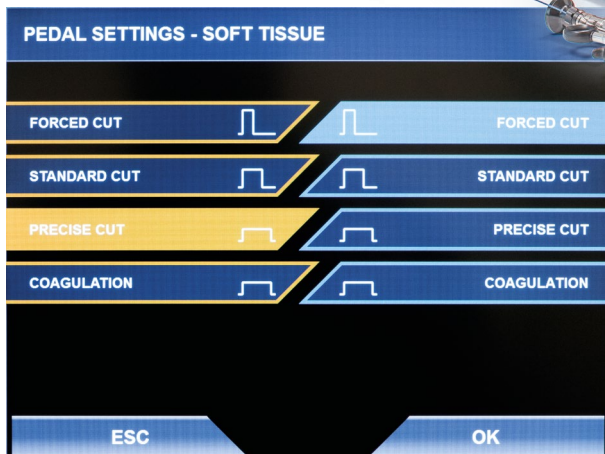 PEDAL SETTINGS - SOFT TISSUE
FORCED CUT FORCED CUT
STANDARD CUT STANDARD CUT
PRECISE CUT PRECISE CUT
COAGULATION COAGULATION
ESC OK